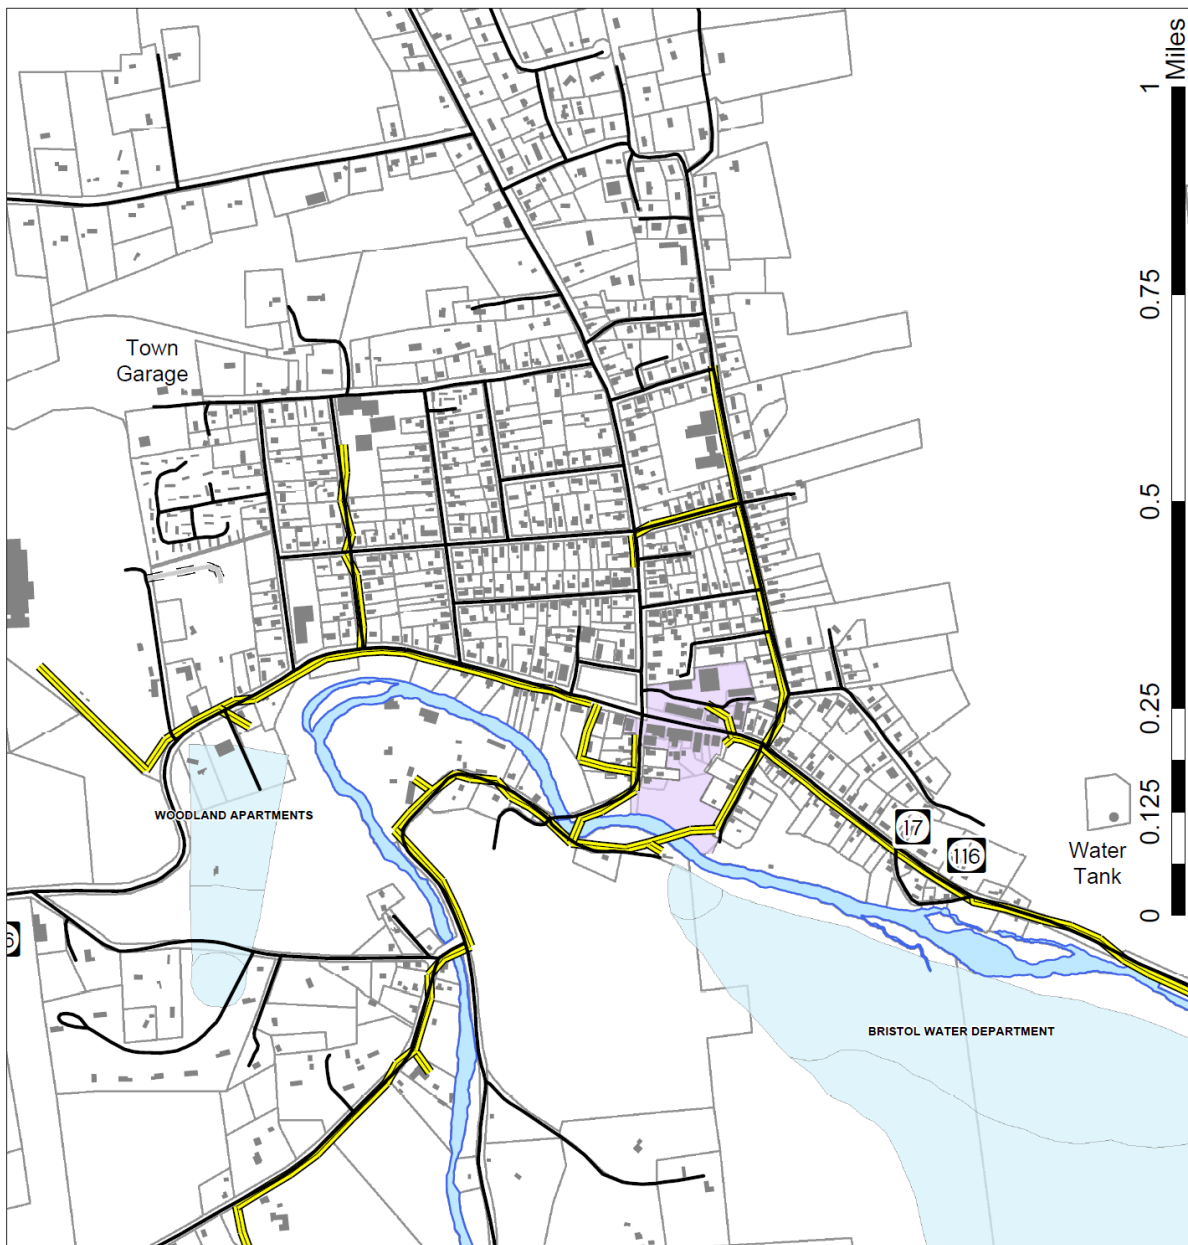 Miles
1
0.75
0.5
0.25
0.125
0
Town
Garage
WOODLAND APARTMENTS
17
116
Water
Tank
BRISTOL WATER DEPARTMENT